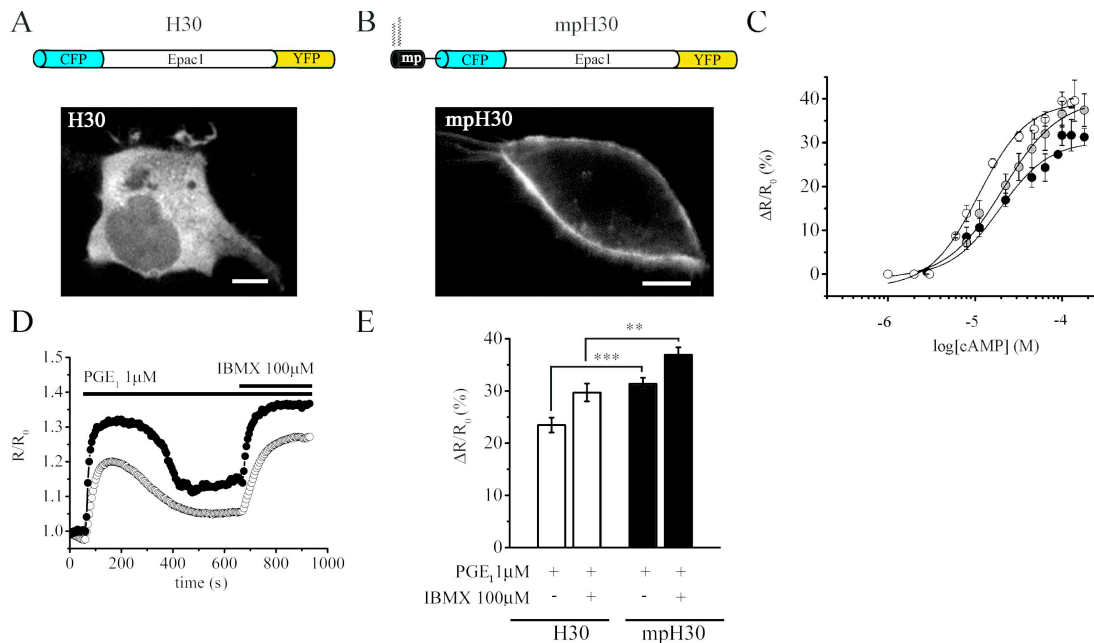 A
H30
CFP Epac1 YFP
H30
B
mpH30
mp CFP Epac1 YFP
mpH30
C
ΔR/R₀ (%)
40
30
20
10
0
-6 -5 -4
log[cAMP] (M)
D
R/R₀
1.5
1.4
1.3
1.2
1.1
1.0
PGE₁ 1μM
IBMX 100μM
0 200 400 600 800 1000
time (s)
E
ΔR/R₀ (%)
40
30
20
10
0
***
**
PGE₁1μM + + + +
IBMX 100μM - + - +
H30 mpH30